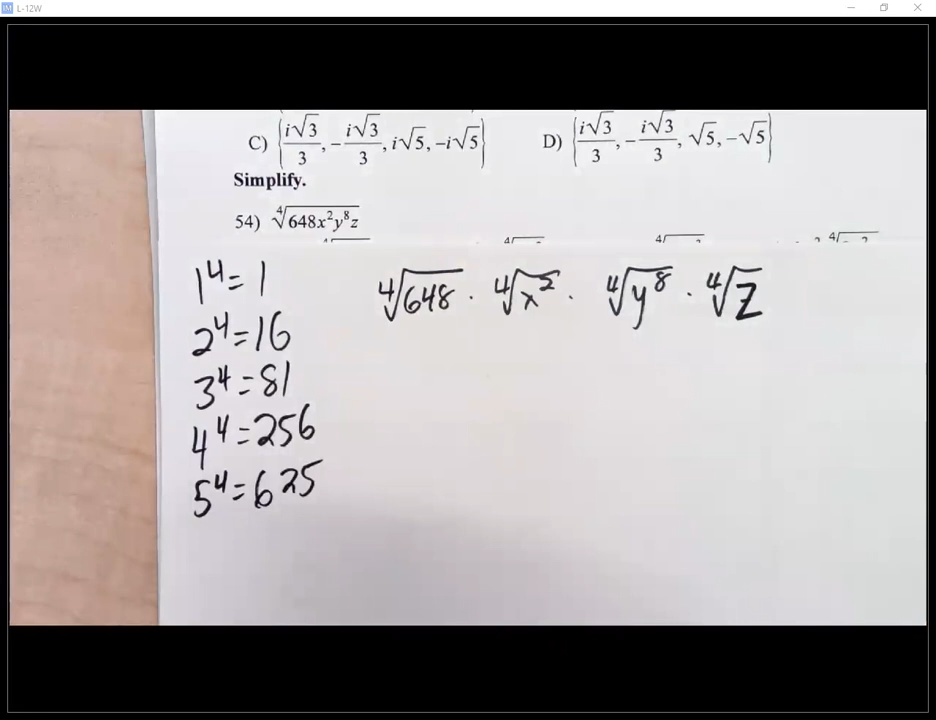 L-12W
C) {i√3/3, -i√3/3, i√5, -i√5}
D) {i√3/3, -i√3/3, √5, -√5}
Simplify.
54) ∜648x²y⁸z
1⁴ = 1
∜648 · ∜x² · ∜y⁸ · ∜z
2⁴ = 16
3⁴ = 81
4⁴ = 256
5⁴ = 625